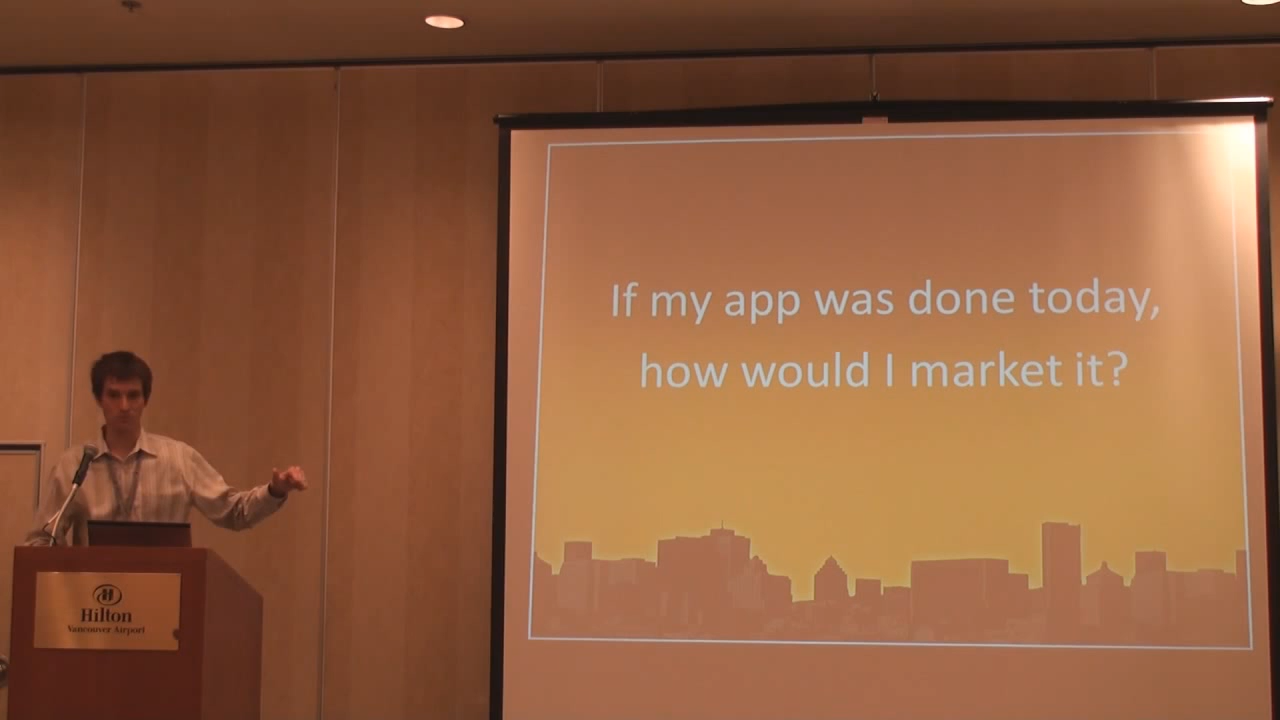 If my app was done today,
how would I market it?
Hilton
Vancouver Airport